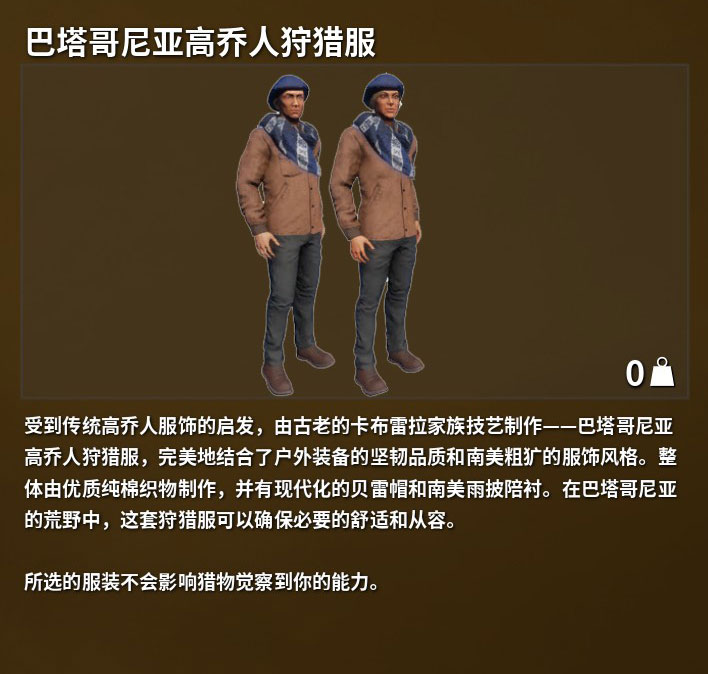 巴塔哥尼亚高乔人狩猎服
0
受到传统高乔人服饰的启发，由古老的卡布雷拉家族技艺制作——巴塔哥尼亚
高乔人狩猎服，完美地结合了户外装备的坚韧品质和南美粗犷的服饰风格。整
体由优质纯棉织物制作，并有现代化的贝雷帽和南美雨披陪衬。在巴塔哥尼亚
的荒野中，这套狩猎服可以确保必要的舒适和从容。
所选的服装不会影响猎物觉察到你的能力。